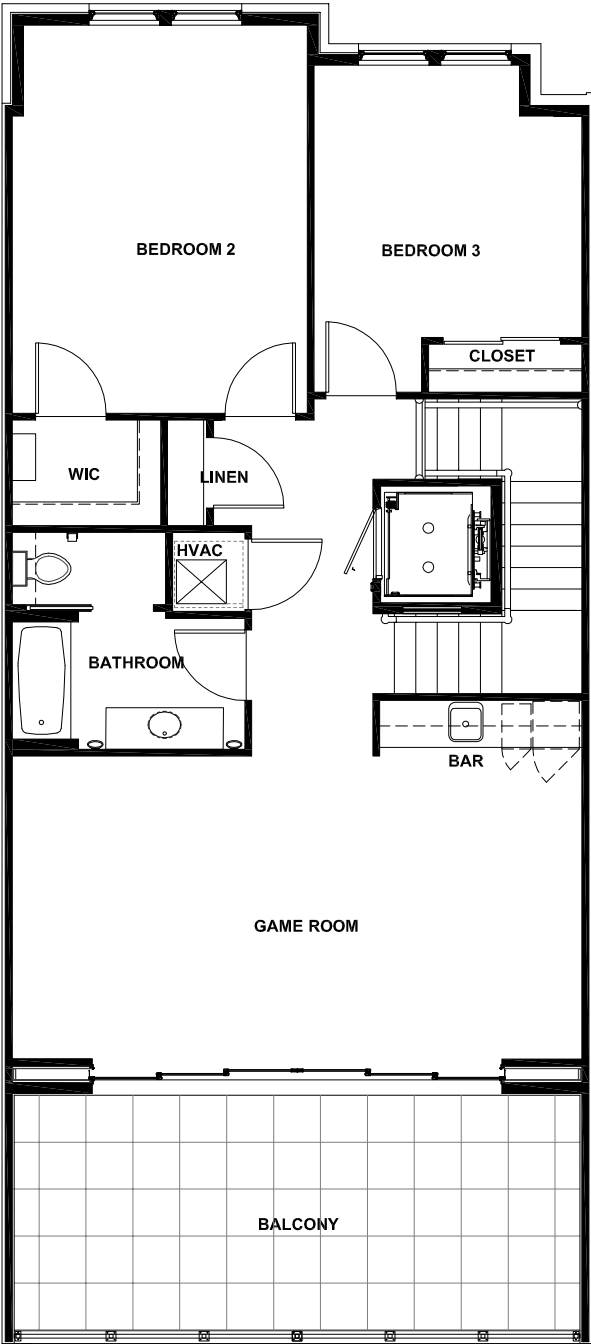 BEDROOM 2
BEDROOM 3
CLOSET
WIC
LINEN
HVAC
BATHROOM
BAR
GAME ROOM
BALCONY